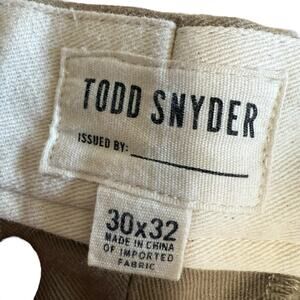 TODD SNYDER
ISSUED BY:
30x32
MADE IN CHINA
OF IMPORTED
FABRIC